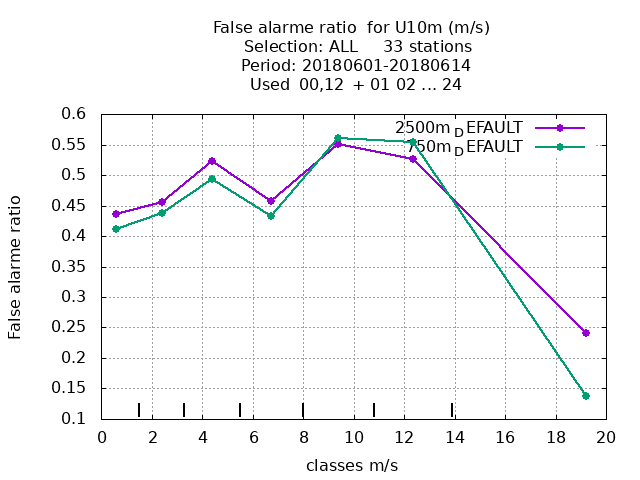 False alarme ratio  for U10m (m/s)
Selection: ALL     33 stations
Period: 20180601-20180614
Used  00,12  + 01 02 ... 24
2500m_DEFAULT
750m_DEFAULT
0.6
0.55
0.5
0.45
0.4
0.35
0.3
0.25
0.2
0.15
0.1
False alarme ratio
0 2 4 6 8 10 12 14 16 18 20
classes m/s